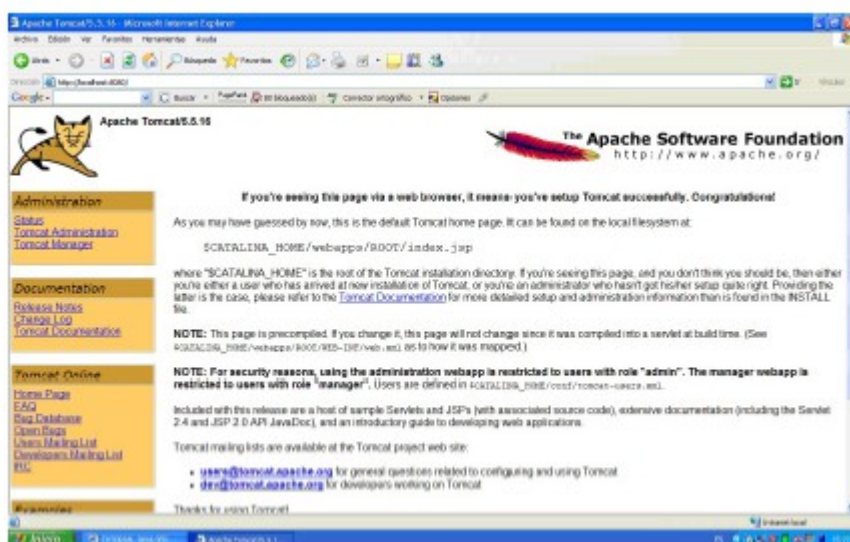 Apache Tomcat/5.5.16 - Microsoft Internet Explorer
Archivo Edición Ver Favoritos Herramientas Ayuda
Atrás Búsqueda Favoritos
Dirección http://localhost:8080/ Ir
Google Buscar PageRank bloqueado(s) Corrector ortográfico Opciones
Apache Tomcat/5.5.16
The Apache Software Foundation
http://www.apache.org/
Administration
Status
Tomcat Administration
Tomcat Manager
Documentation
Release Notes
Change Log
Tomcat Documentation
Tomcat Online
Home Page
FAQ
Bug Database
Open Bugs
Users Mailing List
Developers Mailing List
IRC
Examples
If you're seeing this page via a web browser, it means you've setup Tomcat successfully. Congratulations!
As you may have guessed by now, this is the default Tomcat home page. It can be found on the local filesystem at:
$CATALINA_HOME/webapps/ROOT/index.jsp
where "$CATALINA_HOME" is the root of the Tomcat installation directory. If you're seeing this page, and you don't think you should be, then either
you're either a user who has arrived at new installation of Tomcat, or you're an administrator who hasn't got his/her setup quite right. Providing the
latter is the case, please refer to the Tomcat Documentation for more detailed setup and administration information than is found in the INSTALL
file.
NOTE: This page is precompiled. If you change it, this page will not change since it was compiled into a servlet at build time. (See
$CATALINA_HOME/webapps/ROOT/WEB-INF/web.xml as to how it was mapped.)
NOTE: For security reasons, using the administration webapp is restricted to users with role "admin". The manager webapp is
restricted to users with role "manager". Users are defined in $CATALINA_HOME/conf/tomcat-users.xml.
Included with this release are a host of sample Servlets and JSPs (with associated source code), extensive documentation (including the Servlet
2.4 and JSP 2.0 API JavaDoc), and an introductory guide to developing web applications.
Tomcat mailing lists are available at the Tomcat project web site:
users@tomcat.apache.org for general questions related to configuring and using Tomcat
dev@tomcat.apache.org for developers working on Tomcat
Thanks for using Tomcat!
Intranet local
Inicio